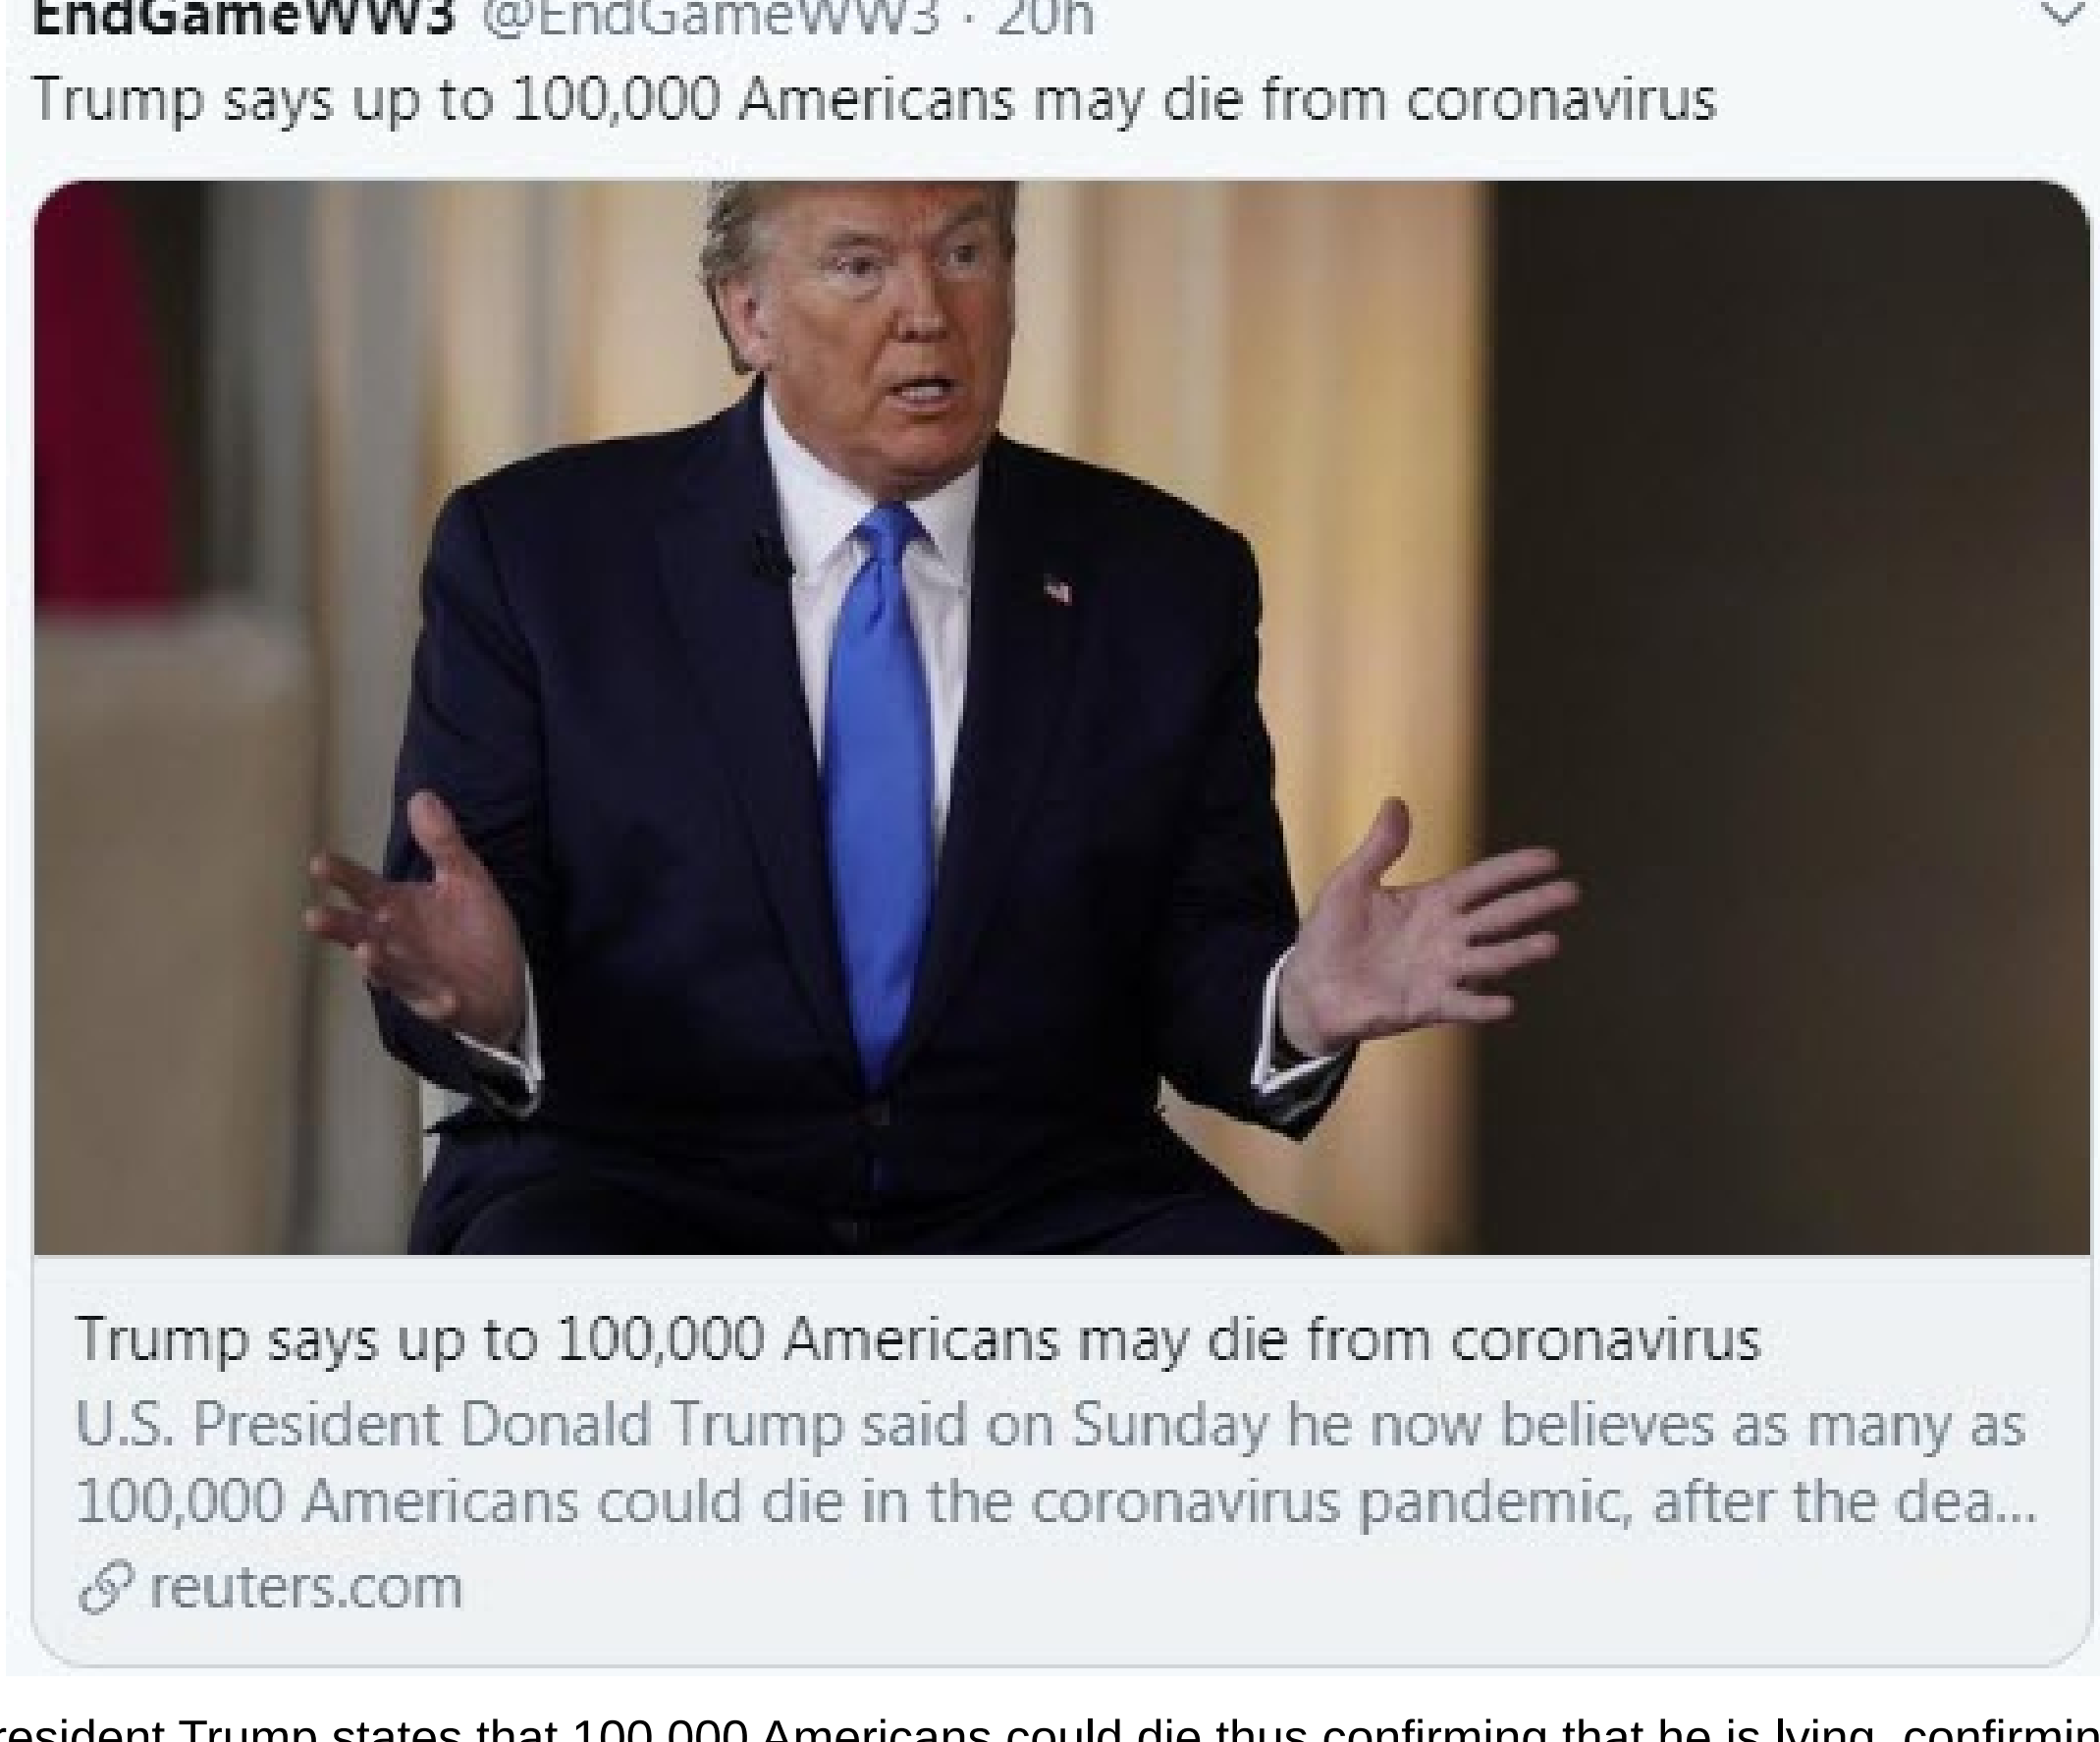 EndGameWW3 @EndGameWW3 · 20h
Trump says up to 100,000 Americans may die from coronavirus
Trump says up to 100,000 Americans may die from coronavirus
U.S. President Donald Trump said on Sunday he now believes as many as
100,000 Americans could die in the coronavirus pandemic, after the dea...
reuters.com
resident Trump states that 100,000 Americans could die thus confirming that he is lying, confirmin